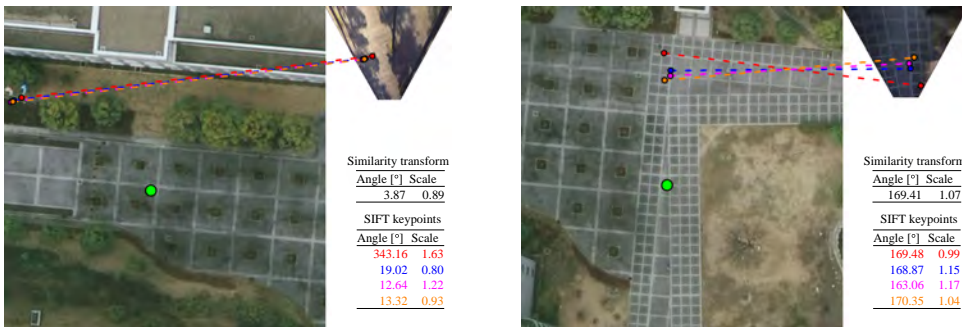 Similarity transform
Angle [°] Scale
3.87 0.89
SIFT keypoints
Angle [°] Scale
343.16 1.63
19.02 0.80
12.64 1.22
13.32 0.93
Similarity transform
Angle [°] Scale
169.41 1.07
SIFT keypoints
Angle [°] Scale
169.48 0.99
168.87 1.15
163.06 1.17
170.35 1.04